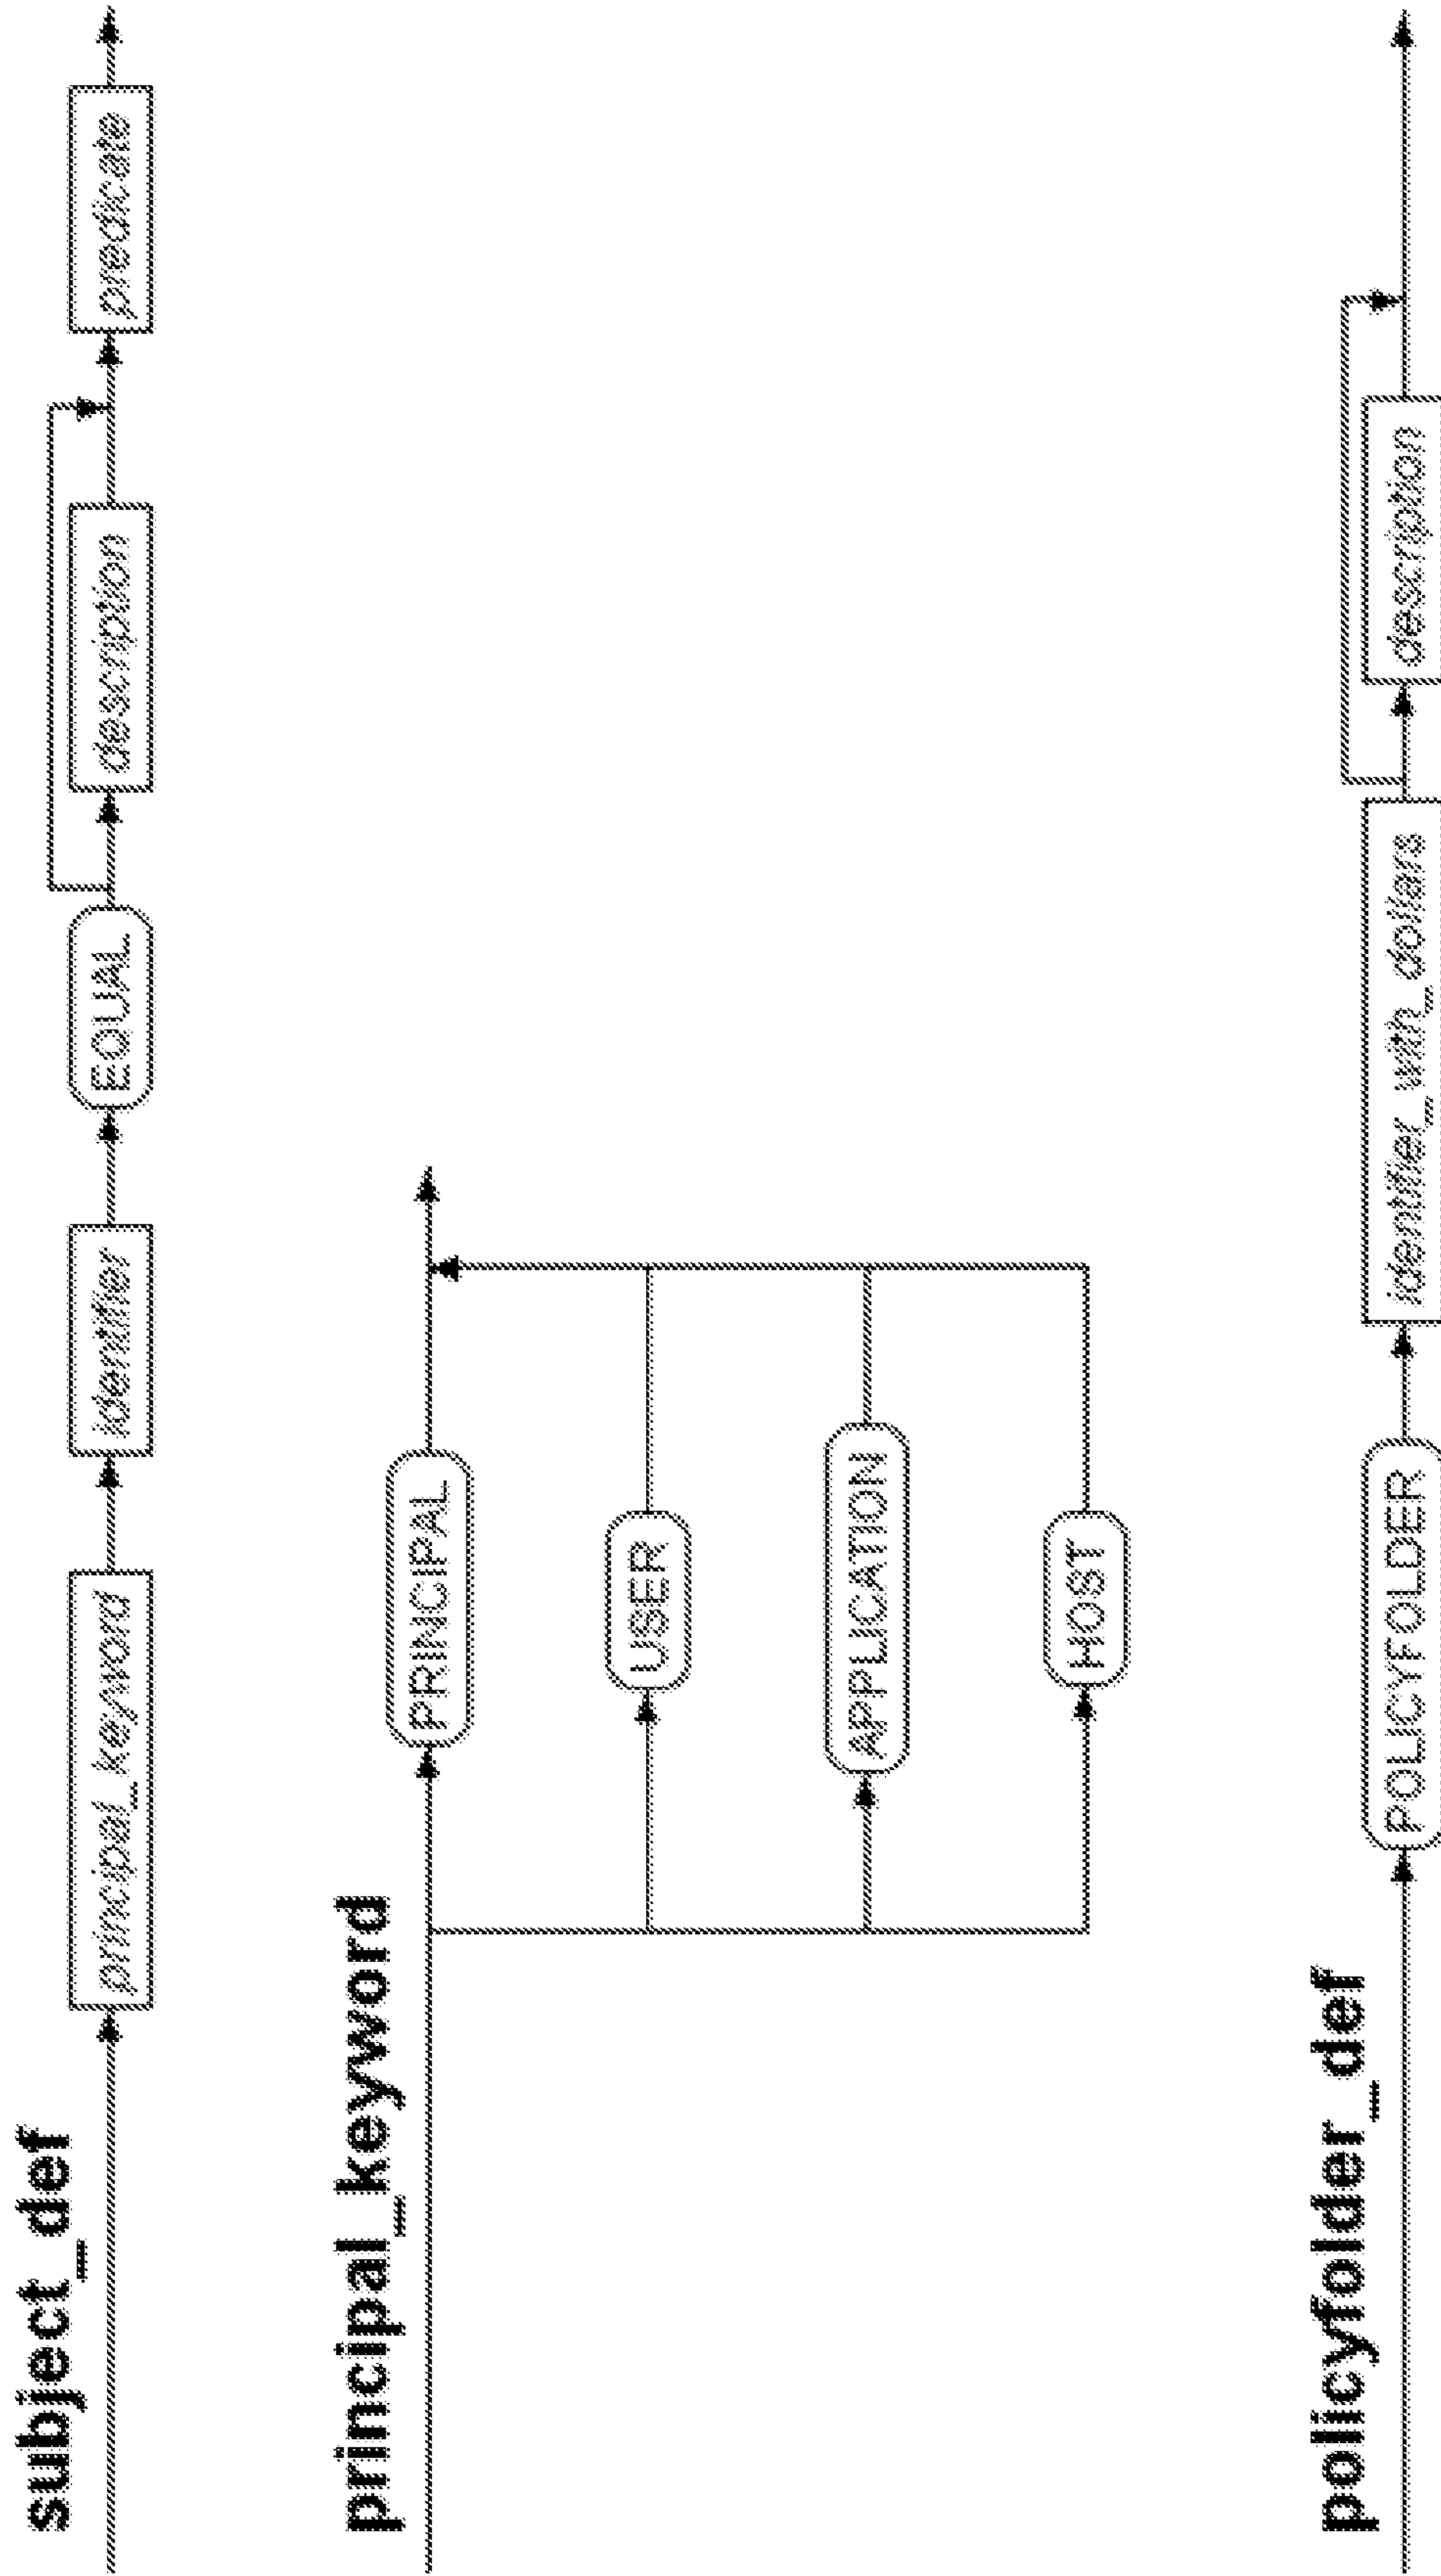 subject_def
principal_keyword
identifier
EQUAL
description
predicate
principal_keyword
PRINCIPAL
USER
APPLICATION
HOST
policyfolder_def
POLICYFOLDER
identifier_with_dollars
description